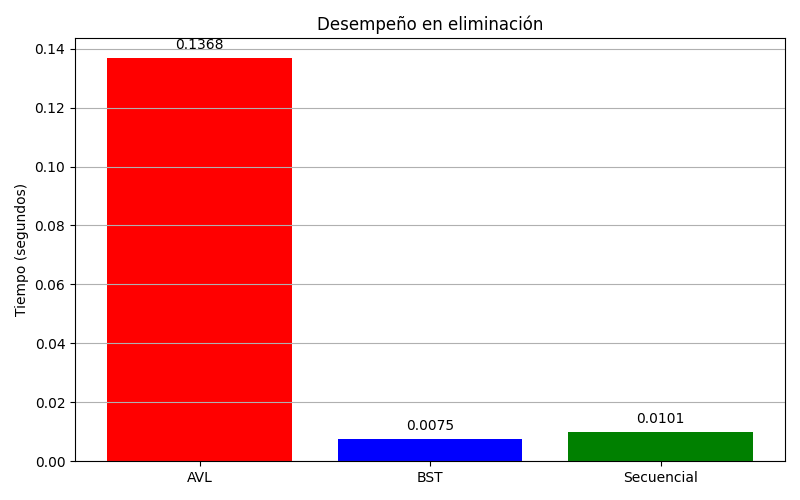 Desempeño en eliminación
0.1368
0.0075
0.0101
Tiempo (segundos)
0.14
0.12
0.10
0.08
0.06
0.04
0.02
0.00
AVL
BST
Secuencial